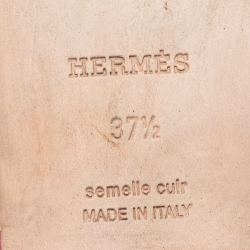 HERMÈS
37½
semelle cuir
MADE IN ITALY